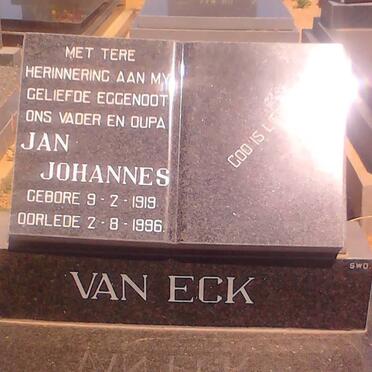 MET TERE
HERINNERING AAN MY
GELIEFDE EGGENOOT
ONS VADER EN OUPA
JAN
JOHANNES
GEBORE 9-2-1919
OORLEDE 2-8-1996
GOD IS
VAN ECK
SWD